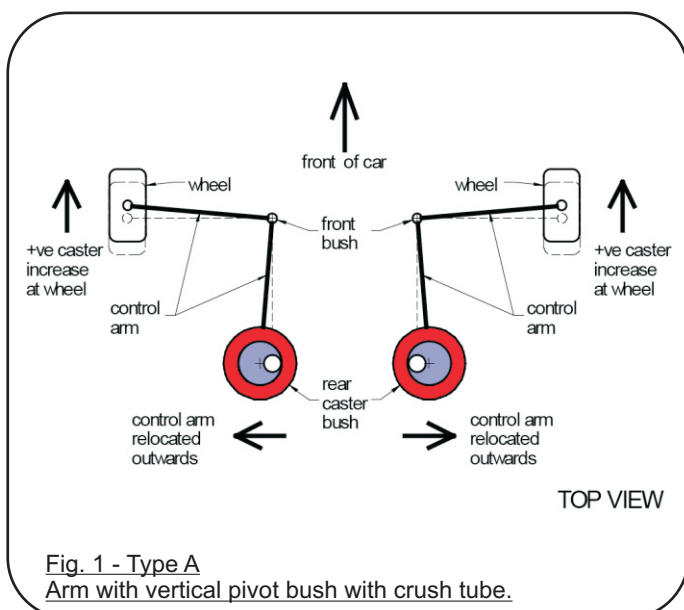 front of car
wheel
wheel
front
bush
+ve caster
increase
at wheel
+ve caster
increase
at wheel
control
arm
control
arm
rear
caster
bush
control arm
relocated
outwards
control arm
relocated
outwards
TOP VIEW
Fig. 1 - Type A
Arm with vertical pivot bush with crush tube.